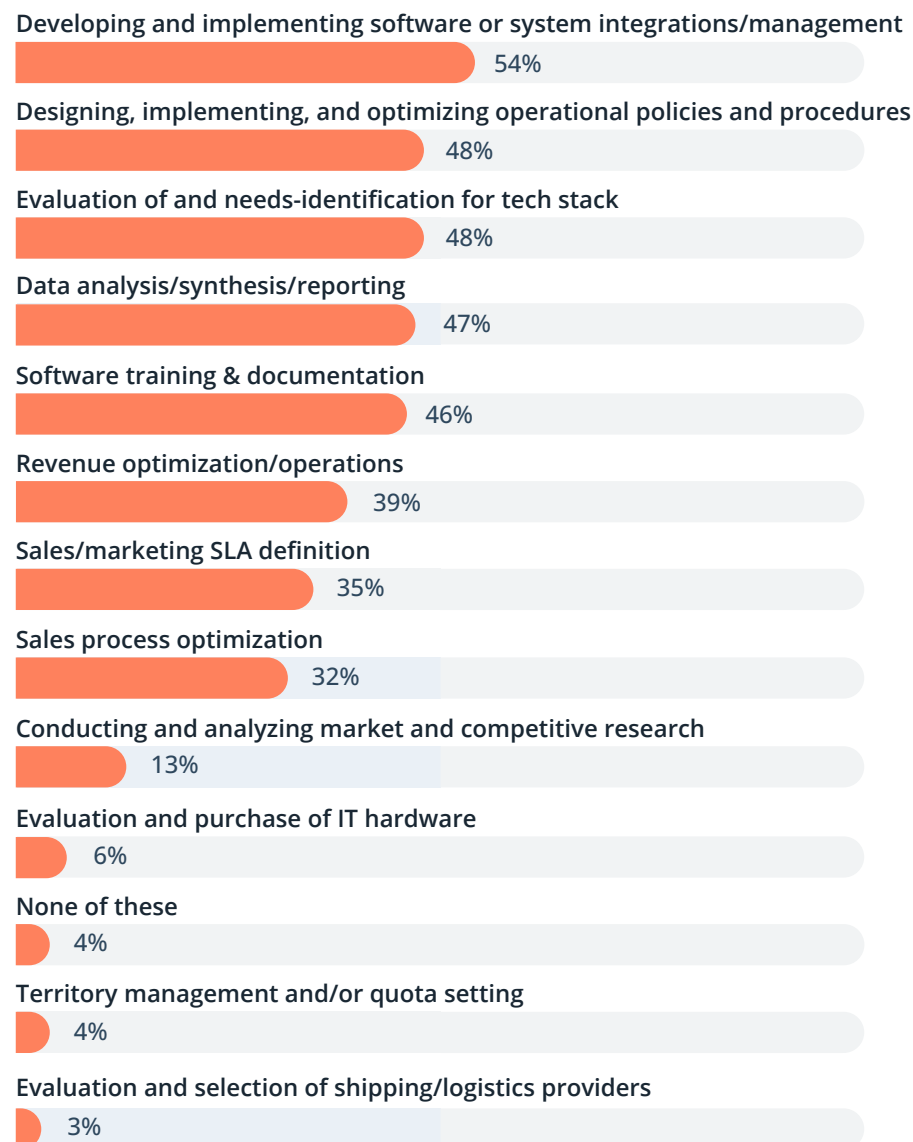 Developing and implementing software or system integrations/management
54%
Designing, implementing, and optimizing operational policies and procedures
48%
Evaluation of and needs-identification for tech stack
48%
Data analysis/synthesis/reporting
47%
Software training & documentation
46%
Revenue optimization/operations
39%
Sales/marketing SLA definition
35%
Sales process optimization
32%
Conducting and analyzing market and competitive research
13%
Evaluation and purchase of IT hardware
6%
None of these
4%
Territory management and/or quota setting
4%
Evaluation and selection of shipping/logistics providers
3%